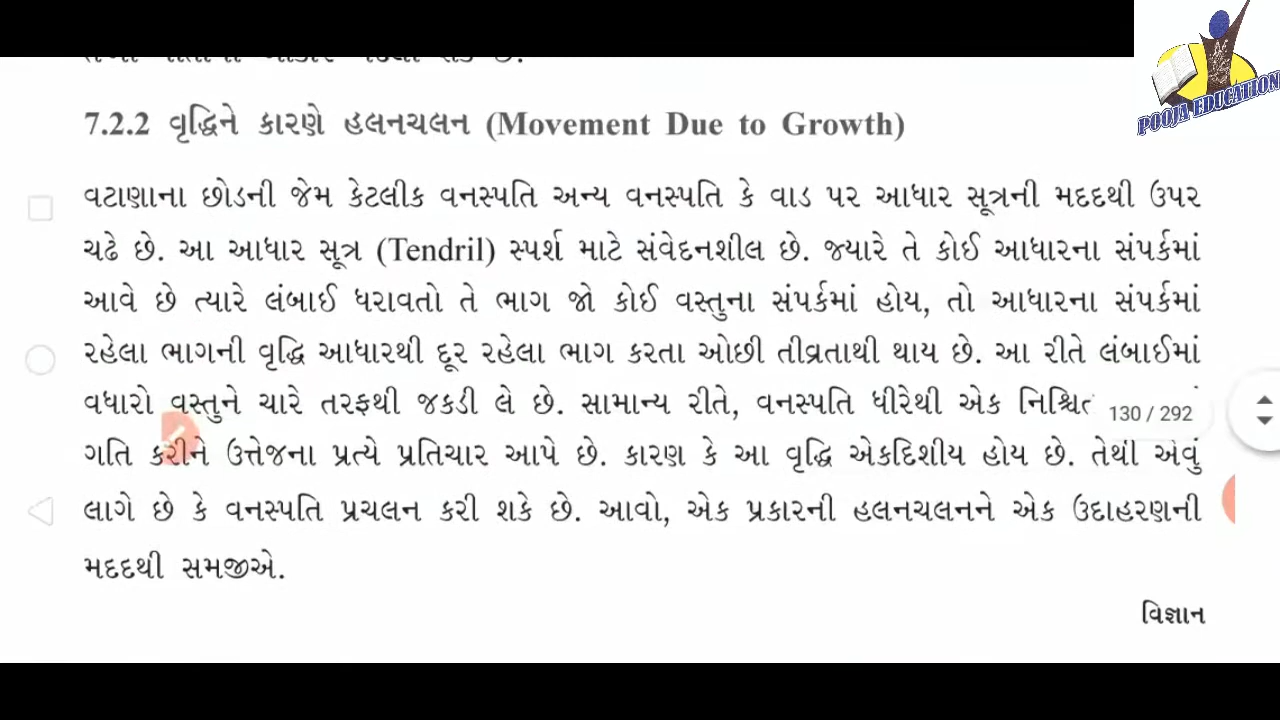 7.2.2 વૃદ્ધિને કારણે હલનચલન (Movement Due to Growth)
વટાણાના છોડની જેમ કેટલીક વનસ્પતિ અન્ય વનસ્પતિ કે વાડ પર આધાર સૂત્રની મદદથી ઉપર
ચઢે છે. આ આધાર સૂત્ર (Tendril) સ્પર્શ માટે સંવેદનશીલ છે. જ્યારે તે કોઈ આધારના સંપર્કમાં
આવે છે ત્યારે લંબાઈ ધરાવતો તે ભાગ જો કોઈ વસ્તુના સંપર્કમાં હોય, તો આધારના સંપર્કમાં
રહેલા ભાગની વૃદ્ધિ આધારથી દૂર રહેલા ભાગ કરતા ઓછી તીવ્રતાથી થાય છે. આ રીતે લંબાઈમાં
વધારો વસ્તુને ચારે તરફથી જકડી લે છે. સામાન્ય રીતે, વનસ્પતિ ધીરેથી એક
130 / 292
ગતિ કરીને ઉત્તેજના પ્રત્યે પ્રતિચાર આપે છે. કારણ કે આ વૃદ્ધિ એકદિશીય હોય છે. તેથી એવું
લાગે છે કે વનસ્પતિ પ્રચલન કરી શકે છે. આવો, એક પ્રકારની હલનચલનને એક ઉદાહરણની
મદદથી સમજીએ.
વિજ્ઞાન
POOJA EDUCATION